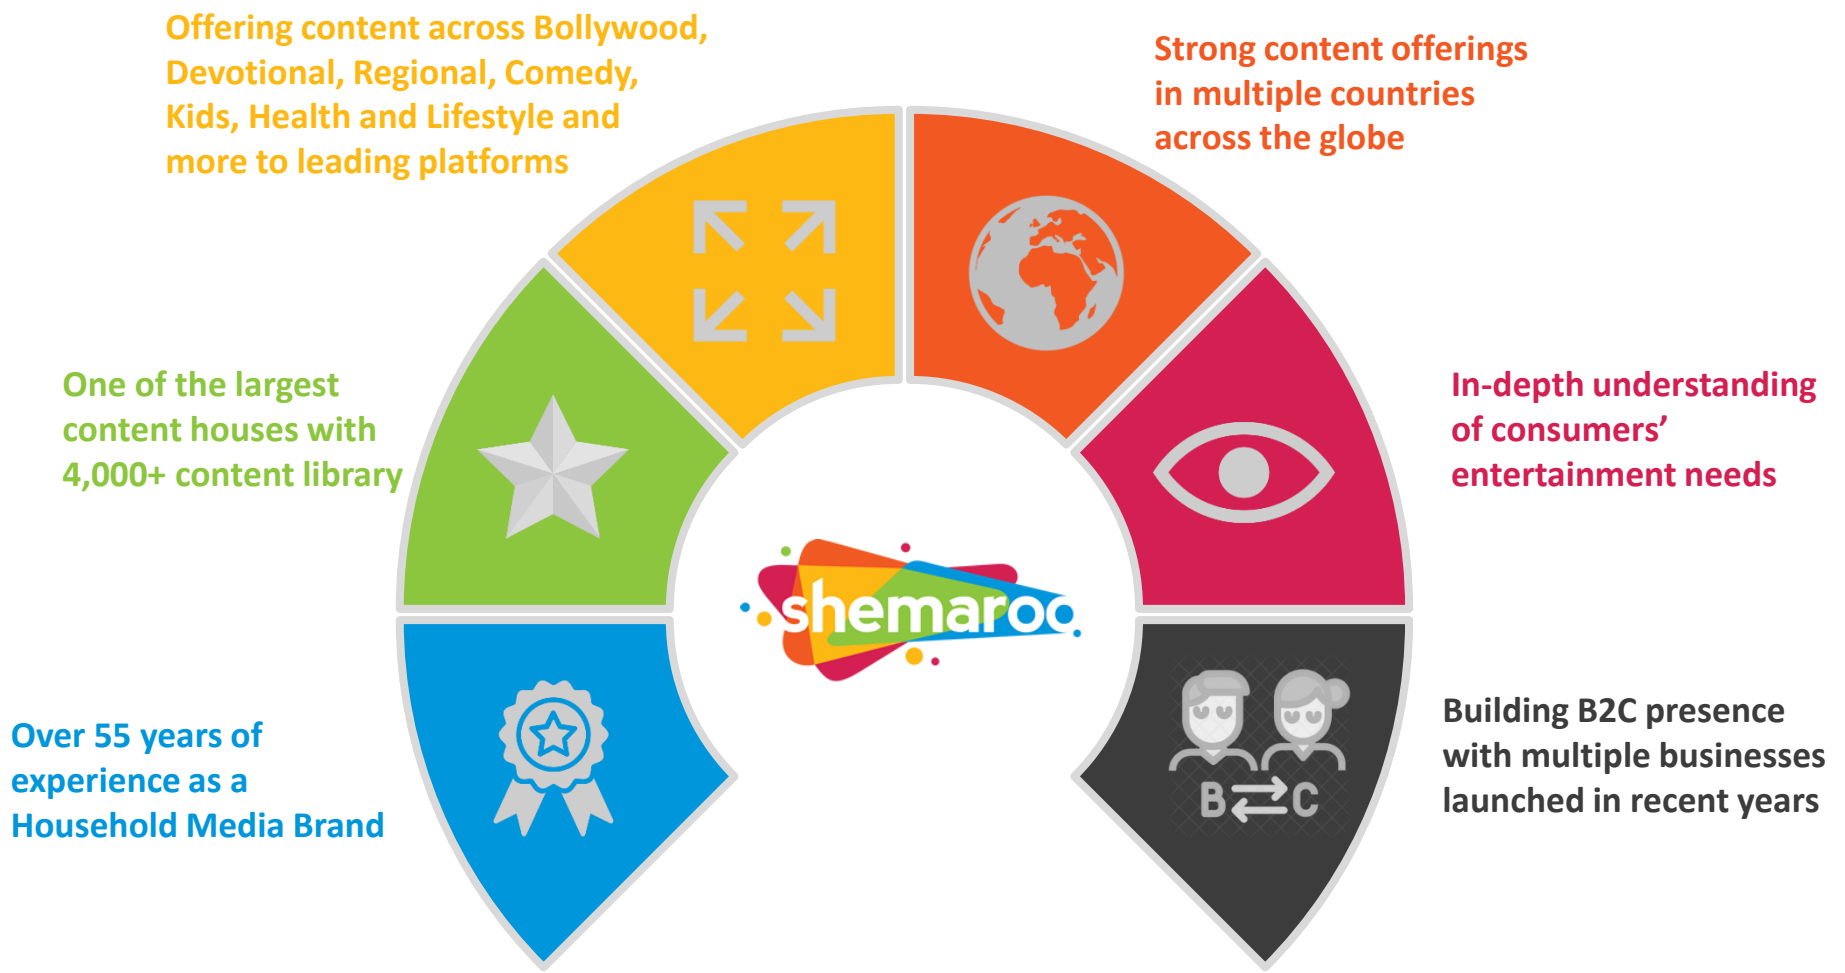 Offering content across Bollywood,
Devotional, Regional, Comedy,
Kids, Health and Lifestyle and
more to leading platforms
Strong content offerings
in multiple countries
across the globe
One of the largest
content houses with
4,000+ content library
In-depth understanding
of consumers’
entertainment needs
shemaroo
Over 55 years of
experience as a
Household Media Brand
Building B2C presence
with multiple businesses
launched in recent years
B C